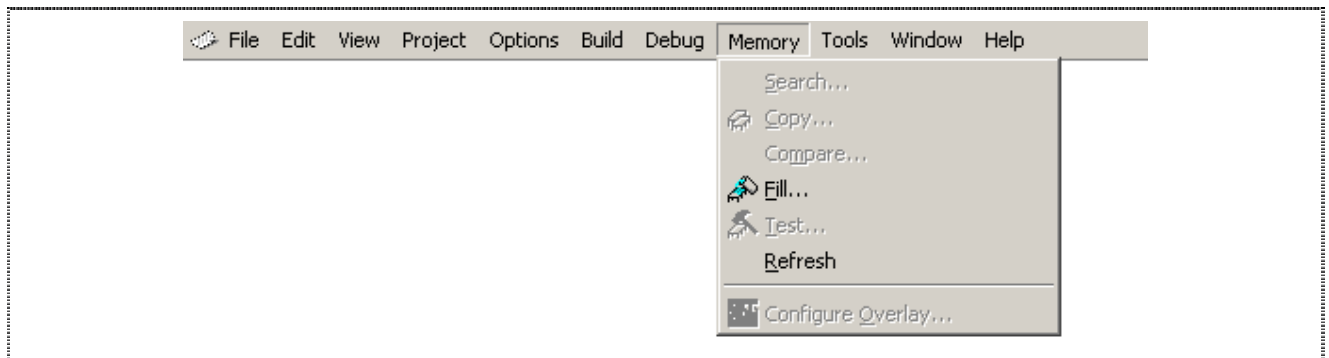 File Edit View Project Options Build Debug Memory Tools Window Help
Search...
Copy...
Compare...
Fill...
Test...
Refresh
Configure Overlay...